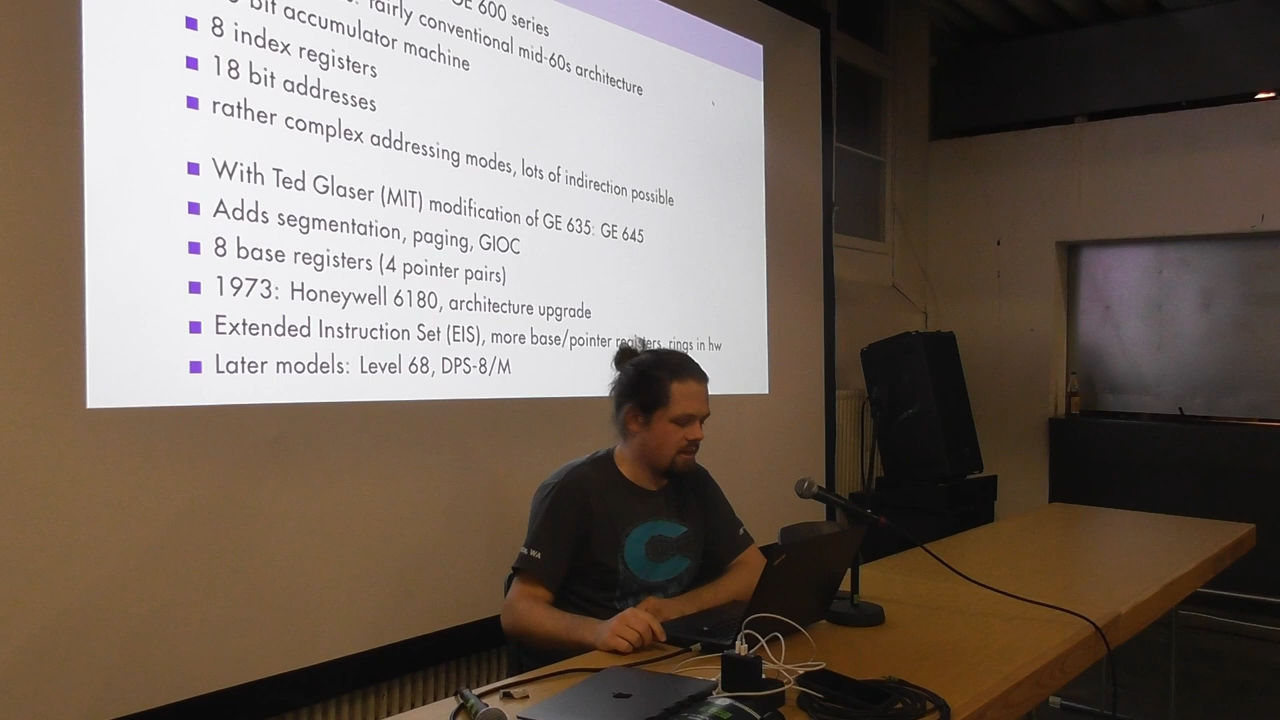 GE 600 series
fairly conventional mid-60s architecture
bit accumulator machine
8 index registers
18 bit addresses
rather complex addressing modes, lots of indirection possible
With Ted Glaser (MIT) modification of GE 635: GE 645
Adds segmentation, paging, GIOC
8 base registers (4 pointer pairs)
1973: Honeywell 6180, architecture upgrade
Extended Instruction Set (EIS), more base/pointer registers, rings in hw
Later models: Level 68, DPS-8/M
C